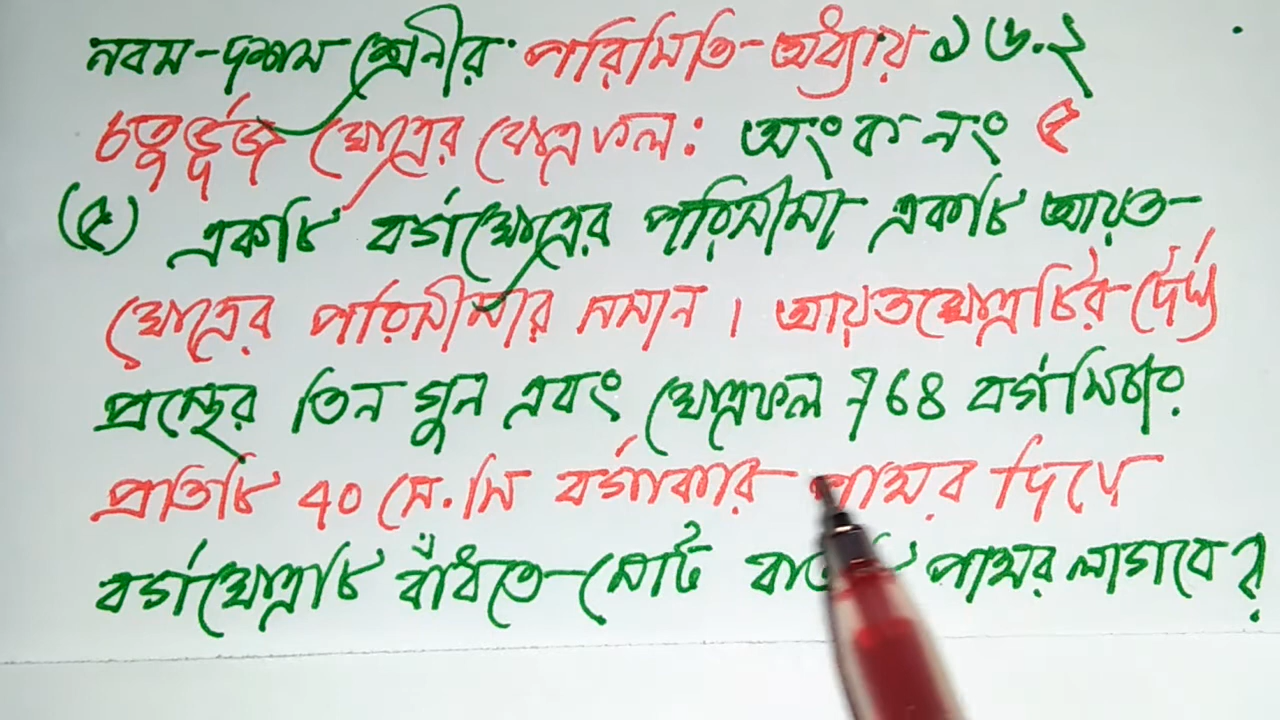 নবম-দশম শ্রেনীর পরিমিতি-অধ্যায় ১৬.২
চতুর্ভূজ ক্ষেত্রের ক্ষেত্রফল: অংক নং ৫
(৫) একটি বর্গক্ষেত্রের পরিসীমা একটি আয়ত-
ক্ষেত্রের পরিসীমার সমান । আয়তক্ষেত্রটির দৈর্ঘ্য
প্রস্থের তিন গুন এবং ক্ষেত্রফল 768 বর্গমিটার
প্রতিটি ৪০ সে.মি বর্গাকার পাথর দিয়ে
বর্গক্ষেত্রটি বাঁধতে মোট পাথর লাগবে ?